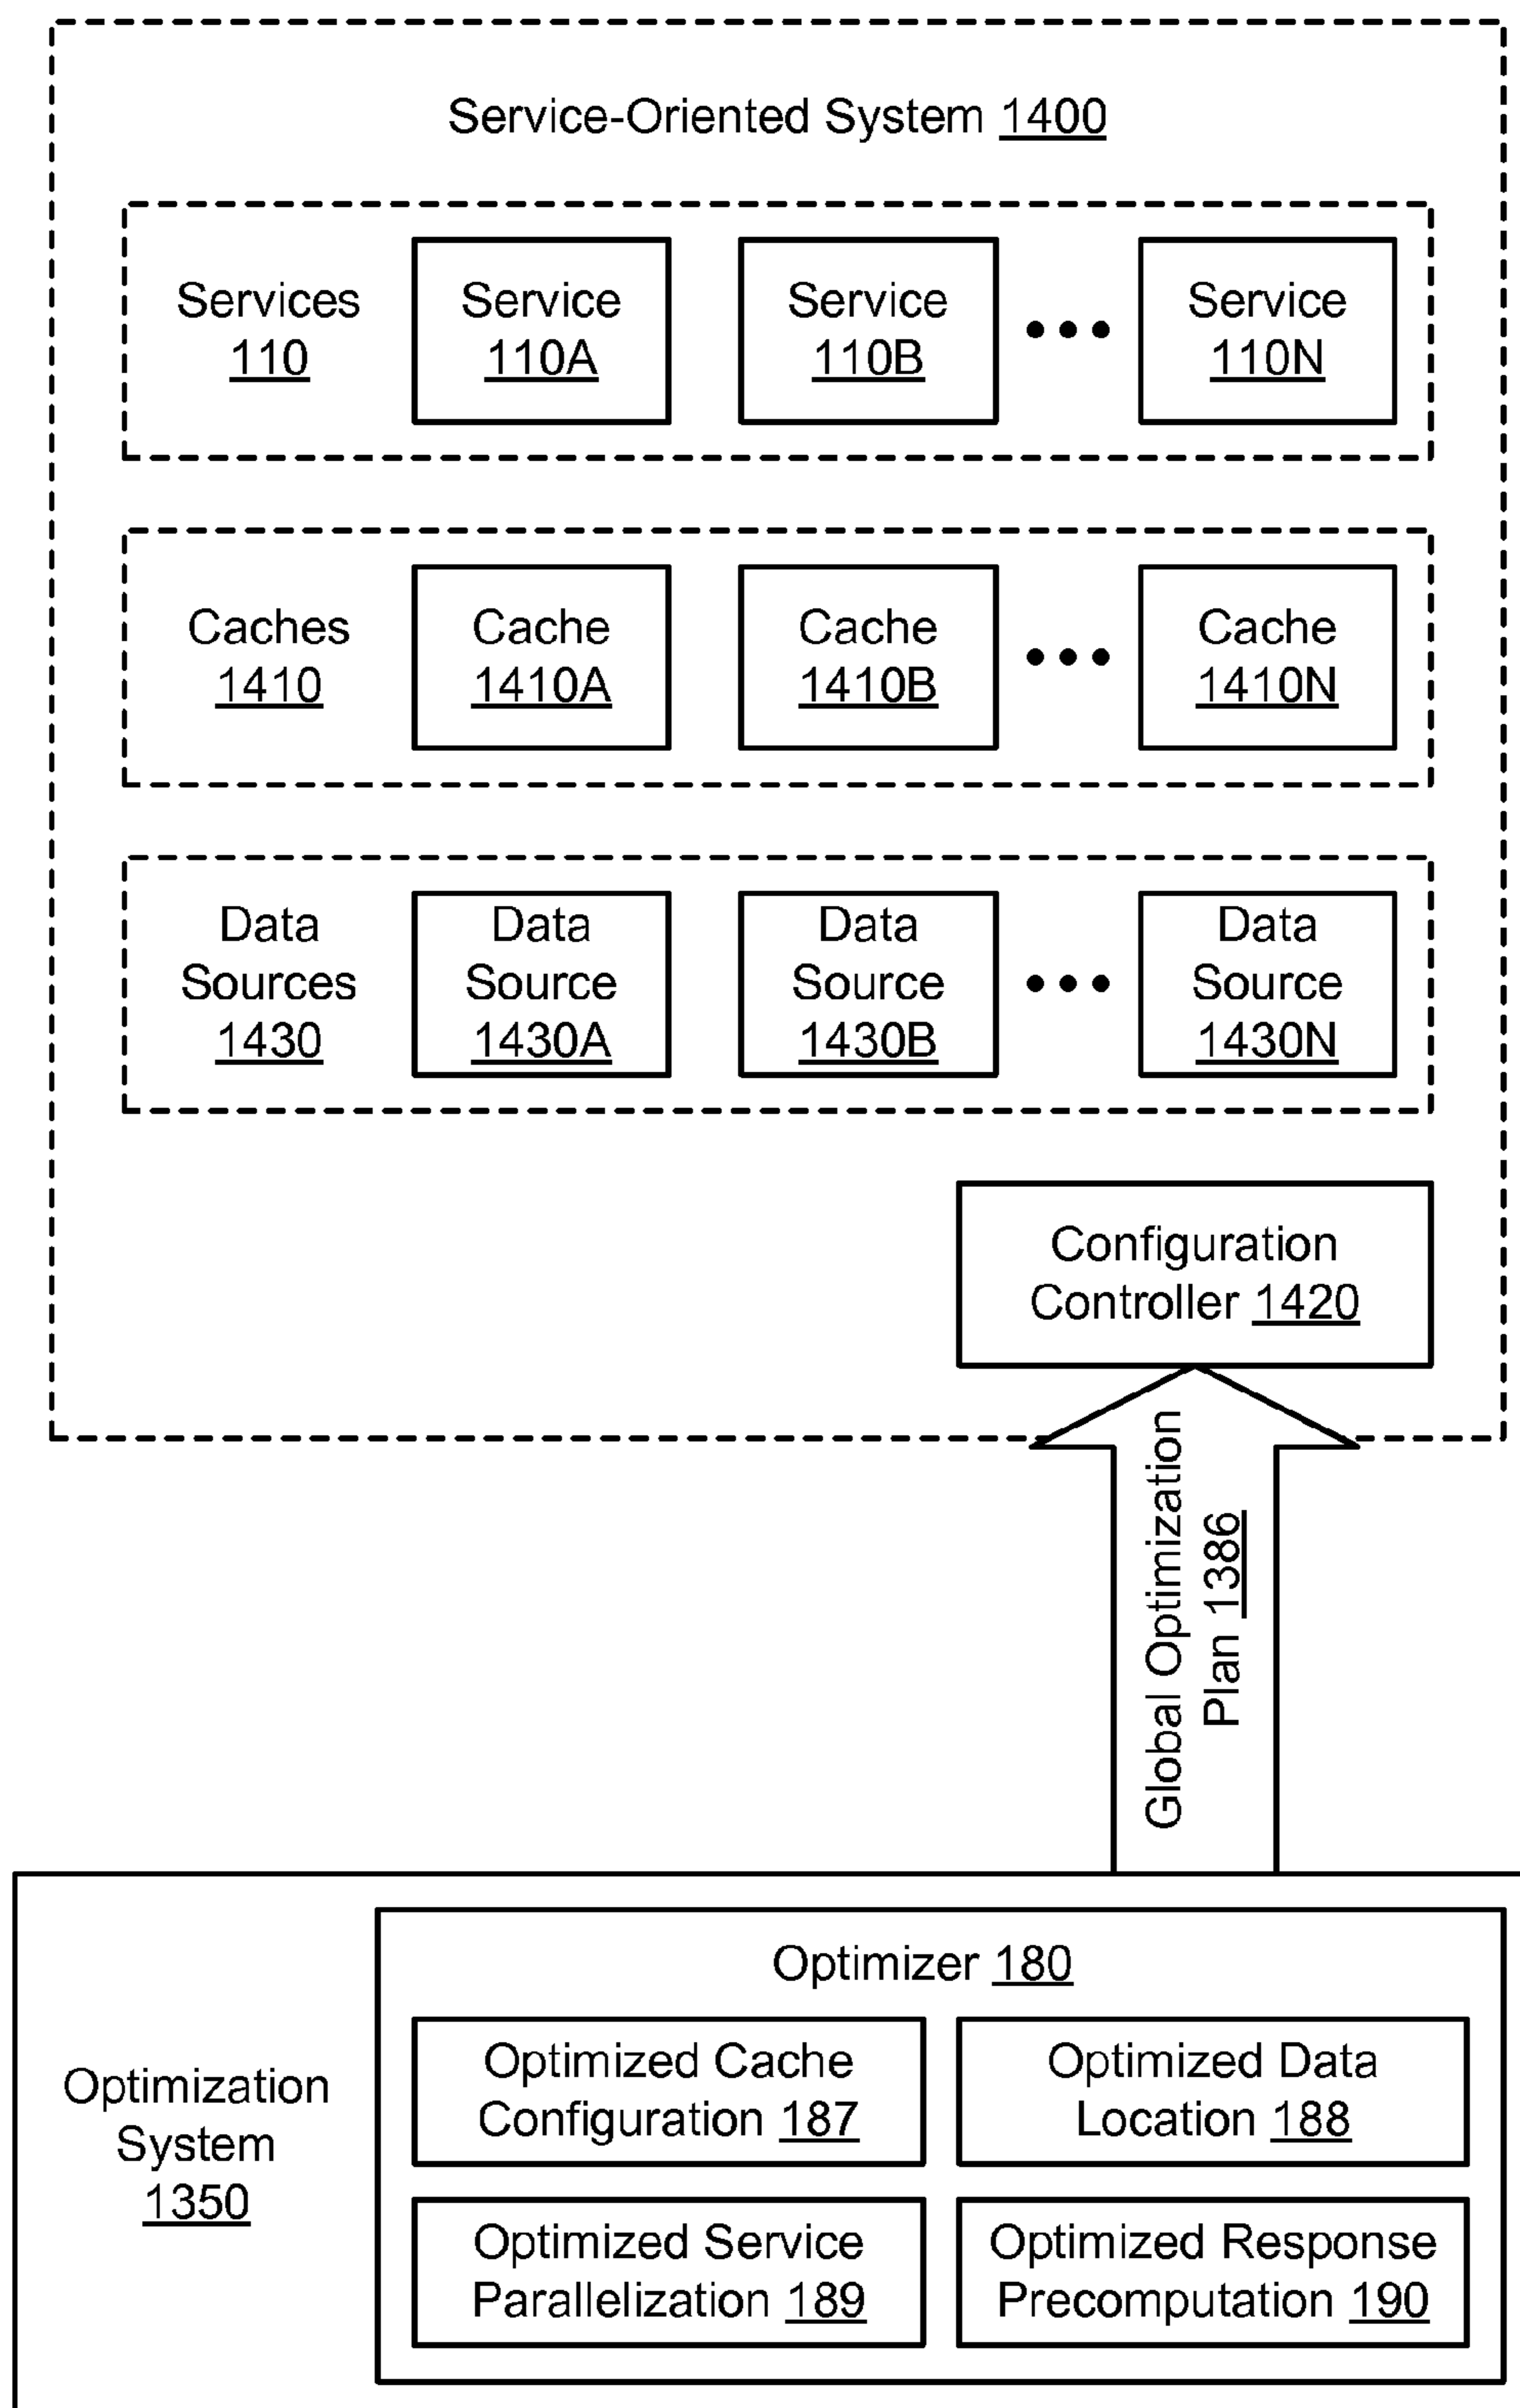 Service-Oriented System 1400
Services
110
Service
110A
Service
110B
Service
110N
Caches
1410
Cache
1410A
Cache
1410B
Cache
1410N
Data
Sources
1430
Data
Source
1430A
Data
Source
1430B
Data
Source
1430N
Configuration
Controller 1420
Global Optimization
Plan 1386
Optimization
System
1350
Optimizer 180
Optimized Cache
Configuration 187
Optimized Data
Location 188
Optimized Service
Parallelization 189
Optimized Response
Precomputation 190